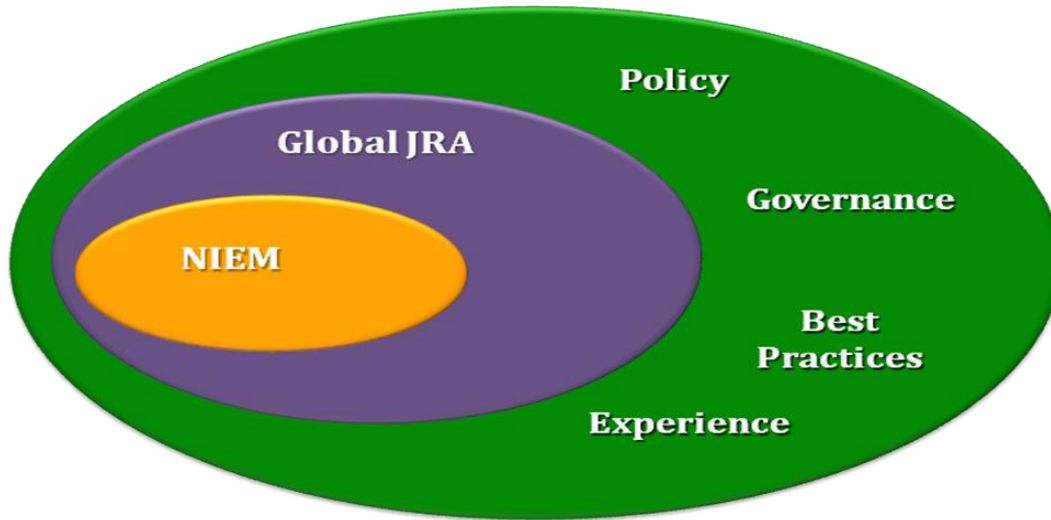 Policy
Global JRA
Governance
NIEM
Best
Practices
Experience